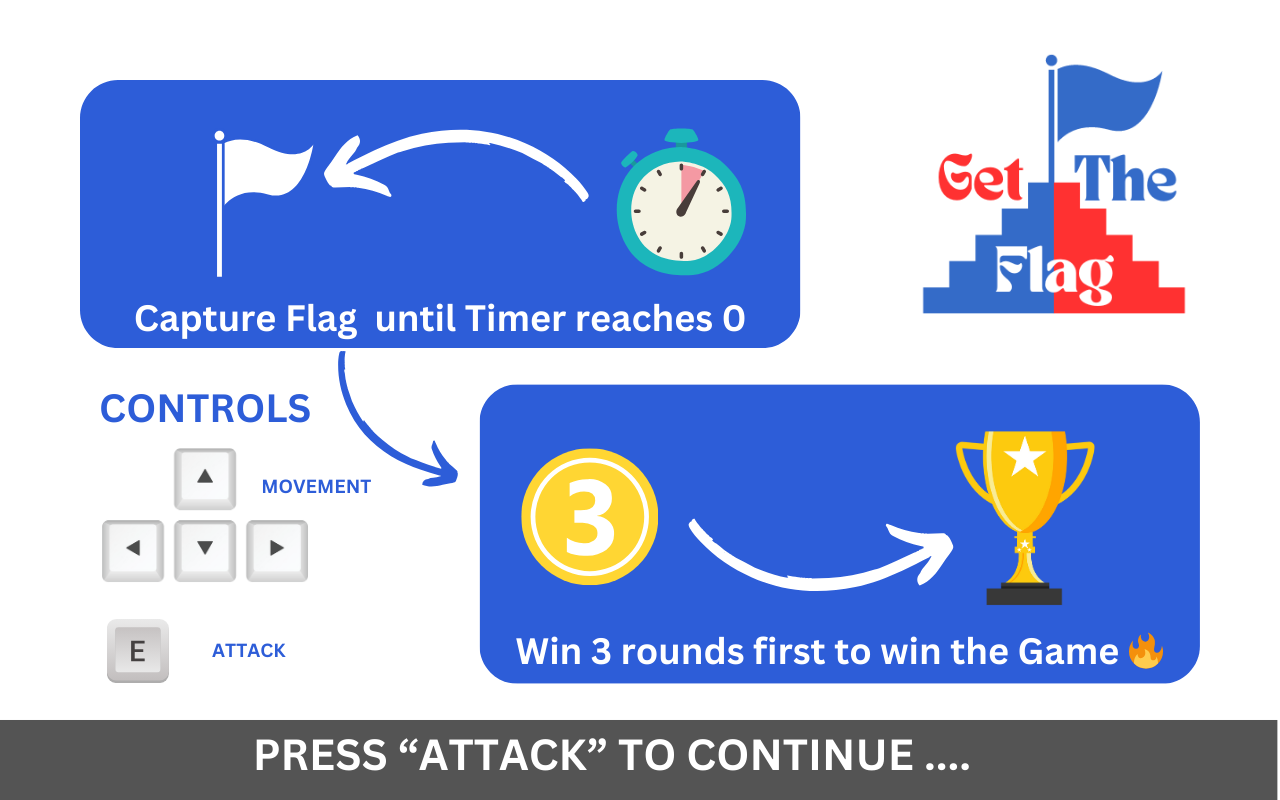 Get The
Flag
Capture Flag  until Timer reaches 0
CONTROLS
MOVEMENT
E
ATTACK
3
Win 3 rounds first to win the Game 🔥
PRESS “ATTACK” TO CONTINUE ....